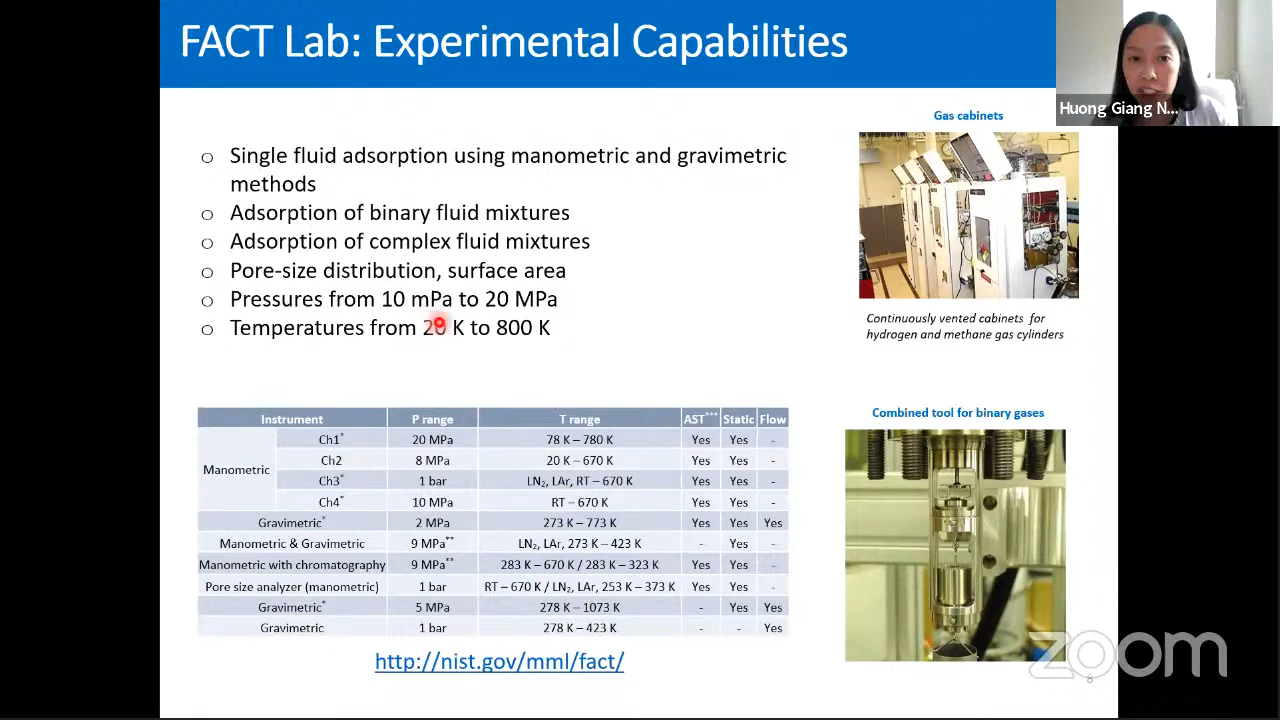 FACT Lab: Experimental Capabilities
Huong Giang N...
Gas cabinets
o Single fluid adsorption using manometric and gravimetric
methods
o Adsorption of binary fluid mixtures
o Adsorption of complex fluid mixtures
o Pore-size distribution, surface area
o Pressures from 10 mPa to 20 MPa
o Temperatures from 20 K to 800 K
Continuously vented cabinets for
hydrogen and methane gas cylinders
Combined tool for binary gases
Instrument P range T range AST*** Static Flow
Manometric
Ch1* 20 MPa 78 K – 780 K Yes Yes -
Ch2 8 MPa 20 K – 670 K Yes Yes -
Ch3* 1 bar LN₂, LAr, RT – 670 K Yes Yes -
Ch4* 10 MPa RT – 670 K Yes Yes -
Gravimetric* 2 MPa 273 K – 773 K Yes Yes Yes
Manometric & Gravimetric 9 MPa** LN₂, LAr, 273 K – 423 K - Yes -
Manometric with chromatography 9 MPa** 283 K – 670 K / 283 K – 323 K Yes Yes -
Pore size analyzer (manometric) 1 bar RT – 670 K / LN₂, LAr, 253 K – 373 K Yes Yes -
Gravimetric* 5 MPa 278 K – 1073 K - Yes Yes
Gravimetric 1 bar 278 K – 423 K - - Yes
http://nist.gov/mml/fact/
zoom
8